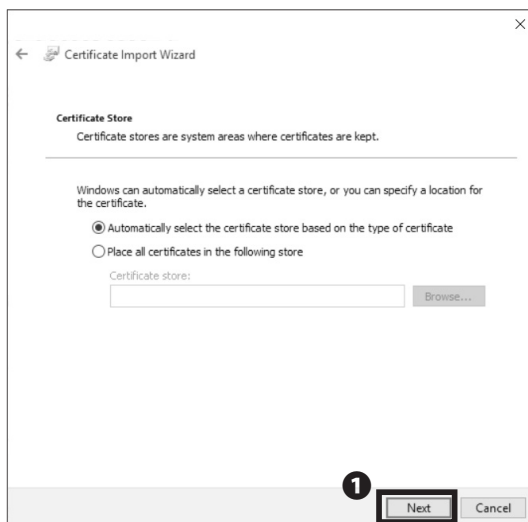 Certificate Import Wizard
Certificate Store
Certificate stores are system areas where certificates are kept.
Windows can automatically select a certificate store, or you can specify a location for
the certificate.
Automatically select the certificate store based on the type of certificate
Place all certificates in the following store
Certificate store:
Browse...
1
Next
Cancel